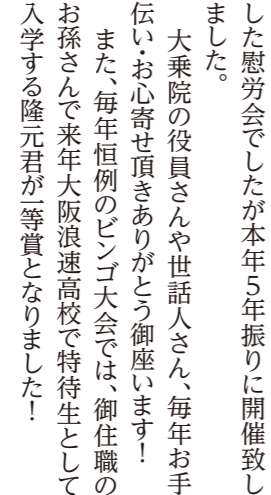 した慰労会でしたが本年5年振りに開催致し
ました。
　大乗院の役員さんや世話人さん、毎年お手
伝い・お心寄せ頂きありがとう御座います！
　また、毎年恒例のビンゴ大会では、御住職の
お孫さんで来年大阪浪速高校で特待生として
入学する隆元君が一等賞となりました！